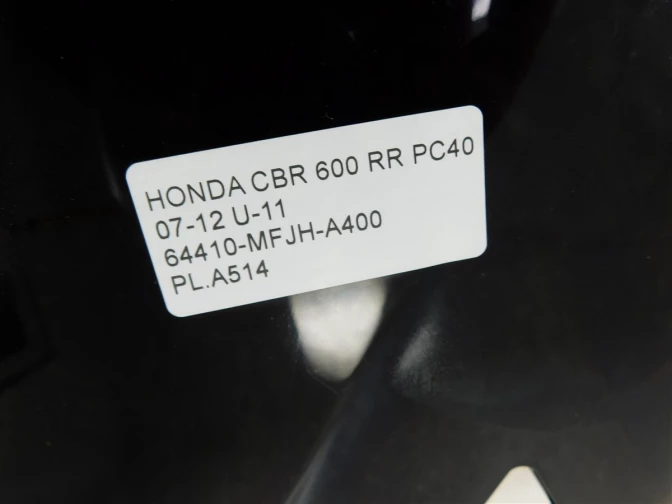 HONDA CBR 600 RR PC40
07-12 U-11
64410-MFJH-A400
PL.A514